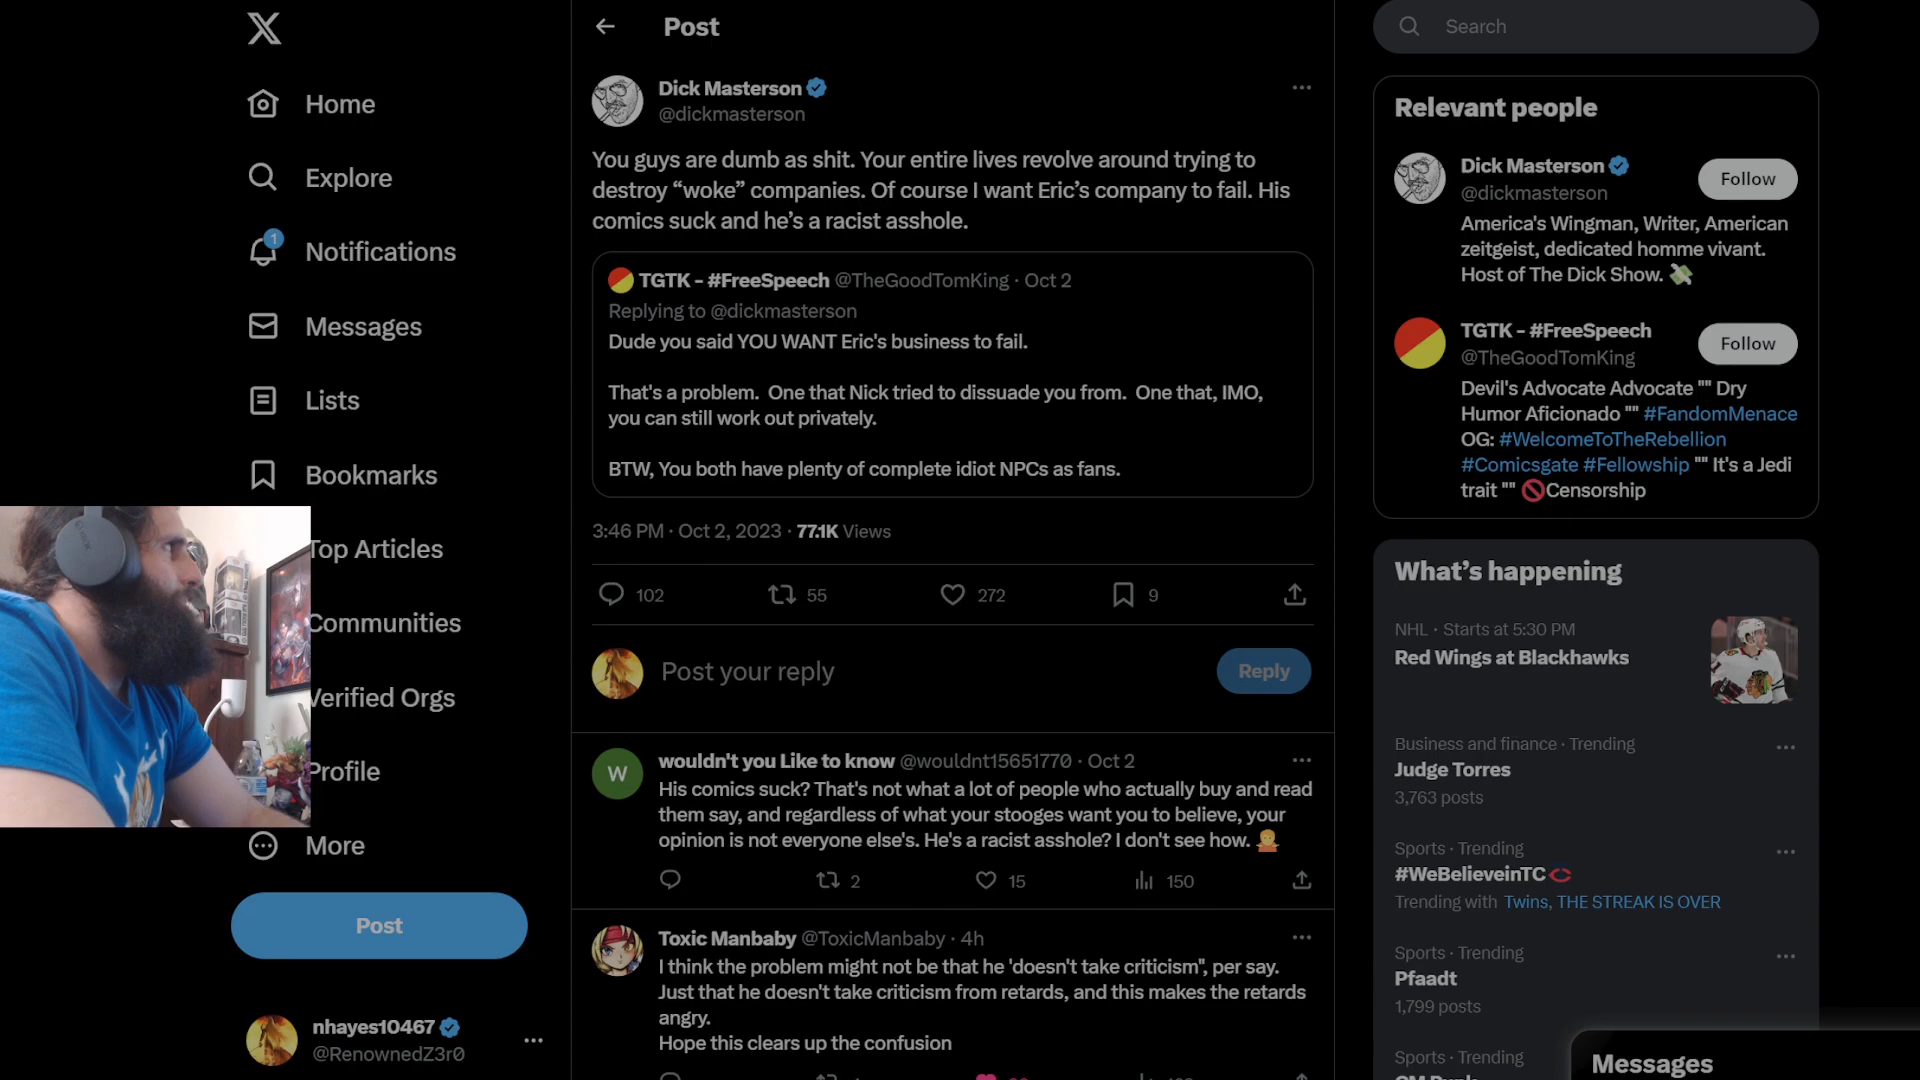 Home
Explore
1
Notifications
Messages
Lists
Bookmarks
Top Articles
Communities
Verified Orgs
Profile
More
Post
nhayes10467
@RenownedZ3r0
Post
Dick Masterson
@dickmasterson
You guys are dumb as shit. Your entire lives revolve around trying to
destroy “woke” companies. Of course I want Eric’s company to fail. His
comics suck and he’s a racist asshole.
TGTK - #FreeSpeech @TheGoodTomKing · Oct 2
Replying to @dickmasterson
Dude you said YOU WANT Eric's business to fail.
That's a problem. One that Nick tried to dissuade you from. One that, IMO,
you can still work out privately.
BTW, You both have plenty of complete idiot NPCs as fans.
3:46 PM · Oct 2, 2023 · 77.1K Views
102 55 272 9
Post your reply
Reply
W
wouldn't you Like to know @wouldnt15651770 · Oct 2
His comics suck? That's not what a lot of people who actually buy and read
them say, and regardless of what your stooges want you to believe, your
opinion is not everyone else's. He's a racist asshole? I don't see how.
2 15 150
Toxic Manbaby @ToxicManbaby · 4h
I think the problem might not be that he 'doesn't take criticism", per say.
Just that he doesn't take criticism from retards, and this makes the retards
angry.
Hope this clears up the confusion
Search
Relevant people
Dick Masterson
@dickmasterson
Follow
America's Wingman, Writer, American
zeitgeist, dedicated homme vivant.
Host of The Dick Show.
TGTK - #FreeSpeech
@TheGoodTomKing
Follow
Devil's Advocate Advocate "" Dry
Humor Aficionado "" #FandomMenace
OG: #WelcomeToTheRebellion
#Comicsgate #Fellowship "" It's a Jedi
trait "" Censorship
What’s happening
NHL · Starts at 5:30 PM
Red Wings at Blackhawks
Business and finance · Trending
Judge Torres
3,763 posts
Sports · Trending
#WeBelieveinTC
Trending with Twins, THE STREAK IS OVER
Sports · Trending
Pfaadt
1,799 posts
Sports · Trending
Messages